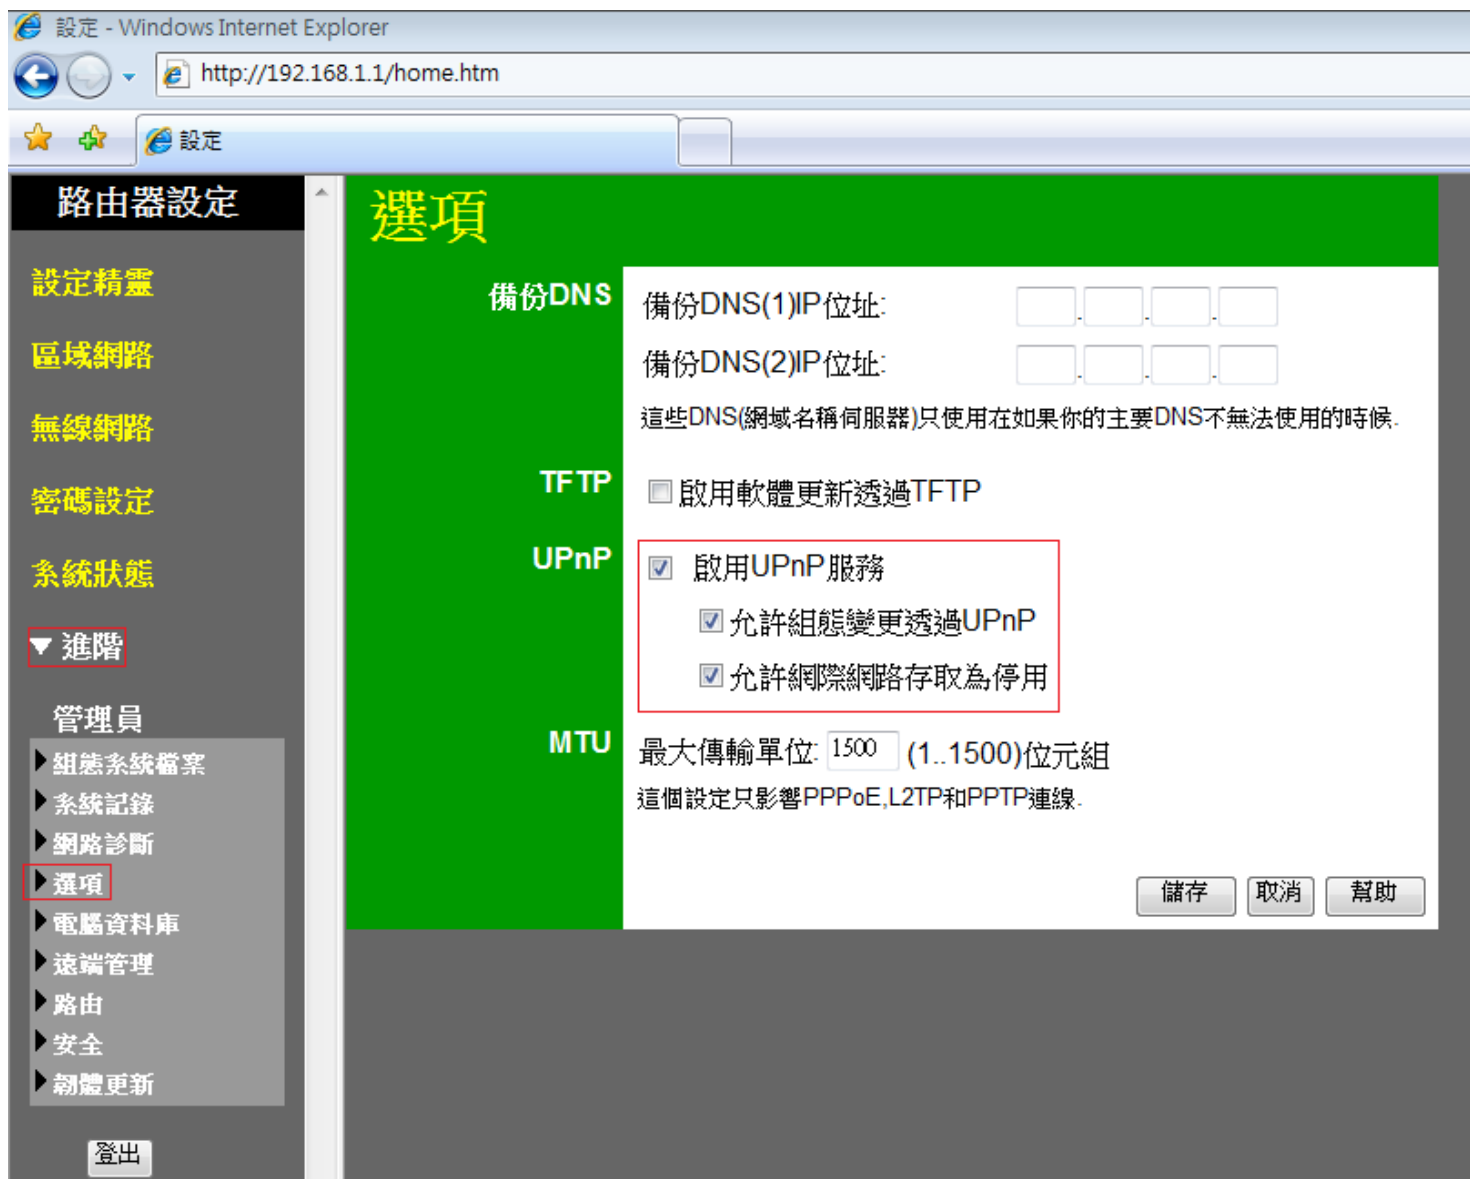 設定 - Windows Internet Explorer
http://192.168.1.1/home.htm
設定
路由器設定
設定精靈
區域網路
無線網路
密碼設定
系統狀態
進階
管理員
組態系統檔案
系統記錄
網路診斷
選項
電腦資料庫
遠端管理
路由
安全
韌體更新
登出
選項
備份DNS
備份DNS(1)IP位址:
備份DNS(2)IP位址:
這些DNS(網域名稱伺服器)只使用在如果你的主要DNS不無法使用的時候.
TFTP
啟用軟體更新透過TFTP
UPnP
啟用UPnP服務
允許組態變更透過UPnP
允許網際網路存取為停用
MTU
最大傳輸單位: 1500 (1..1500)位元組
這個設定只影響PPPoE,L2TP和PPTP連線.
儲存 取消 幫助